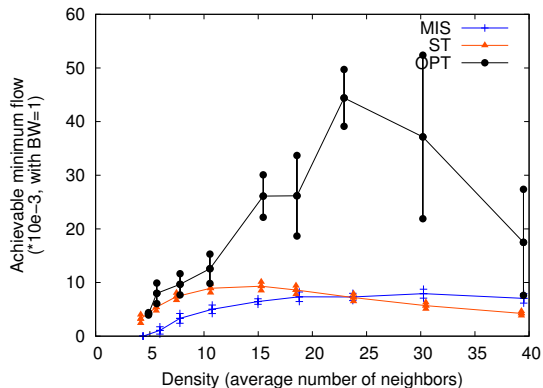 60
50
40
30
20
10
0
0 5 10 15 20 25 30 35 40
Achievable minimum flow
(*10e-3, with BW=1)
Density (average number of neighbors)
MIS
ST
OPT